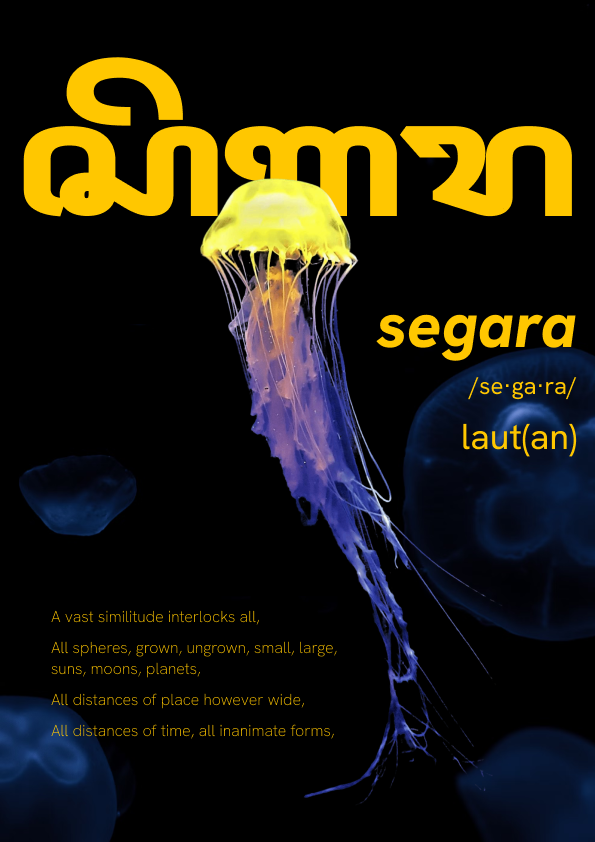 ꦱꦼꦒꦫ
segara
/se·ga·ra/
laut(an)
A vast similitude interlocks all,
All spheres, grown, ungrown, small, large,
suns, moons, planets,
All distances of place however wide,
All distances of time, all inanimate forms,